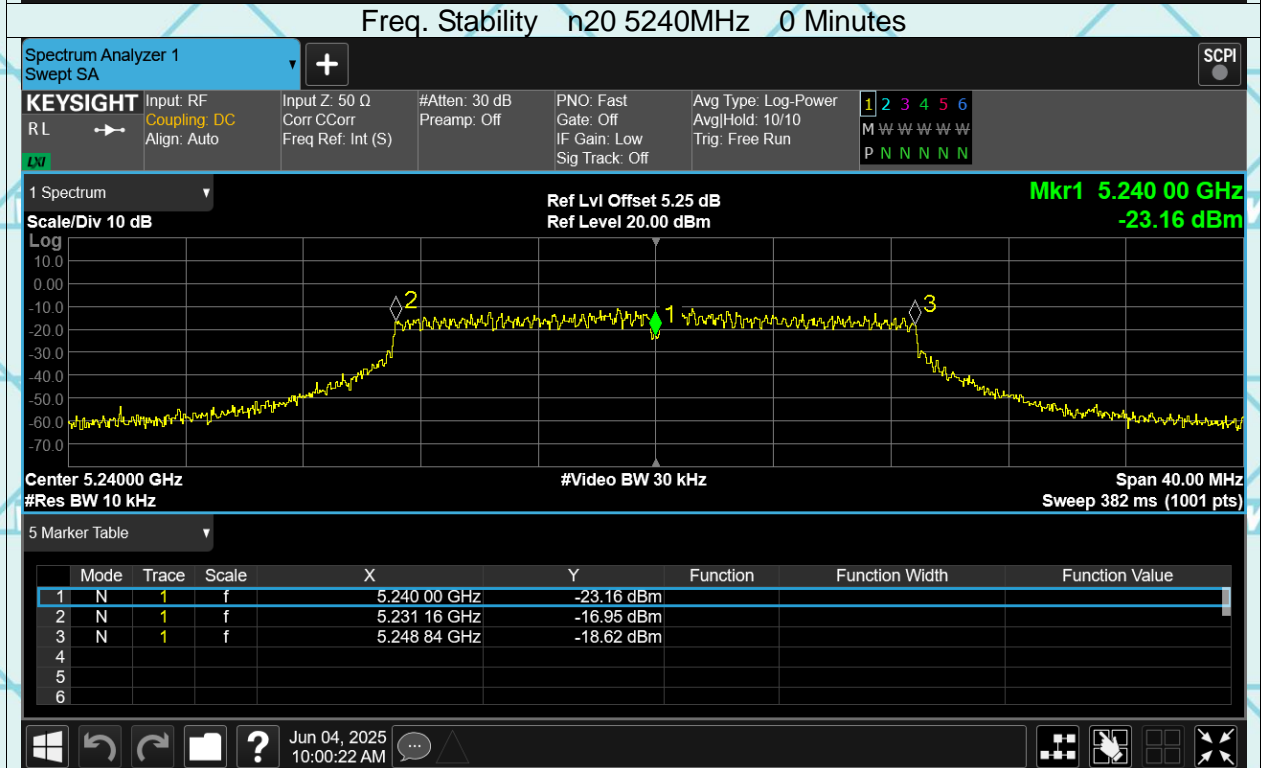 Freq. Stability n20 5240MHz 0 Minutes
Spectrum Analyzer 1
Swept SA
SCPI
KEYSIGHT Input: RF Input Z: 50 Ω #Atten: 30 dB PNO: Fast Avg Type: Log-Power 1 2 3 4 5 6
RL Coupling: DC Corr CCorr Preamp: Off Gate: Off Avg|Hold: 10/10 M W W W W W W
Align: Auto Freq Ref: Int (S) IF Gain: Low Trig: Free Run P N N N N N N
LXI Sig Track: Off
1 Spectrum Ref Lvl Offset 5.25 dB Mkr1 5.240 00 GHz
Scale/Div 10 dB Ref Level 20.00 dBm -23.16 dBm
Log
10.0
0.00
-10.0
-20.0
-30.0
-40.0
-50.0
-60.0
-70.0
2
1
3
Center 5.24000 GHz #Video BW 30 kHz Span 40.00 MHz
#Res BW 10 kHz Sweep 382 ms (1001 pts)
5 Marker Table
Mode Trace Scale X Y Function Function Width Function Value
1 N 1 f 5.240 00 GHz -23.16 dBm
2 N 1 f 5.231 16 GHz -16.95 dBm
3 N 1 f 5.248 84 GHz -18.62 dBm
4
5
6
? Jun 04, 2025
10:00:22 AM